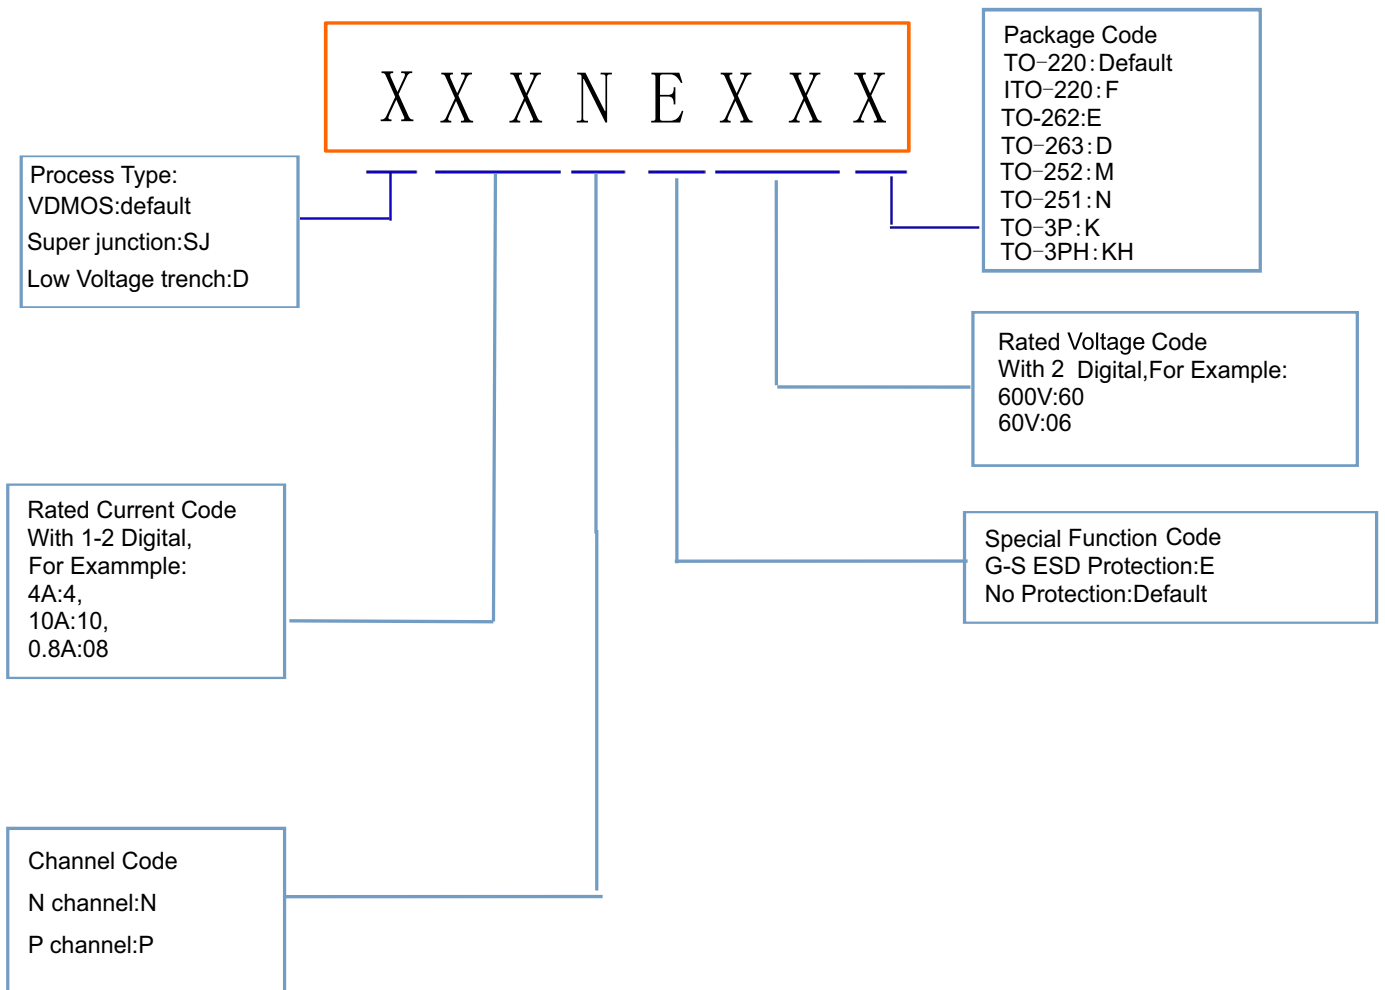 X X X N E X X X
Package Code
TO-220:Default
ITO-220:F
TO-262:E
TO-263:D
TO-252:M
TO-251:N
TO-3P:K
TO-3PH:KH
Process Type:
VDMOS:default
Super junction:SJ
Low Voltage trench:D
Rated Voltage Code
With 2 Digital,For Example:
600V:60
60V:06
Rated Current Code
With 1-2 Digital,
For Exammple:
4A:4,
10A:10,
0.8A:08
Special Function Code
G-S ESD Protection:E
No Protection:Default
Channel Code
N channel:N
P channel:P